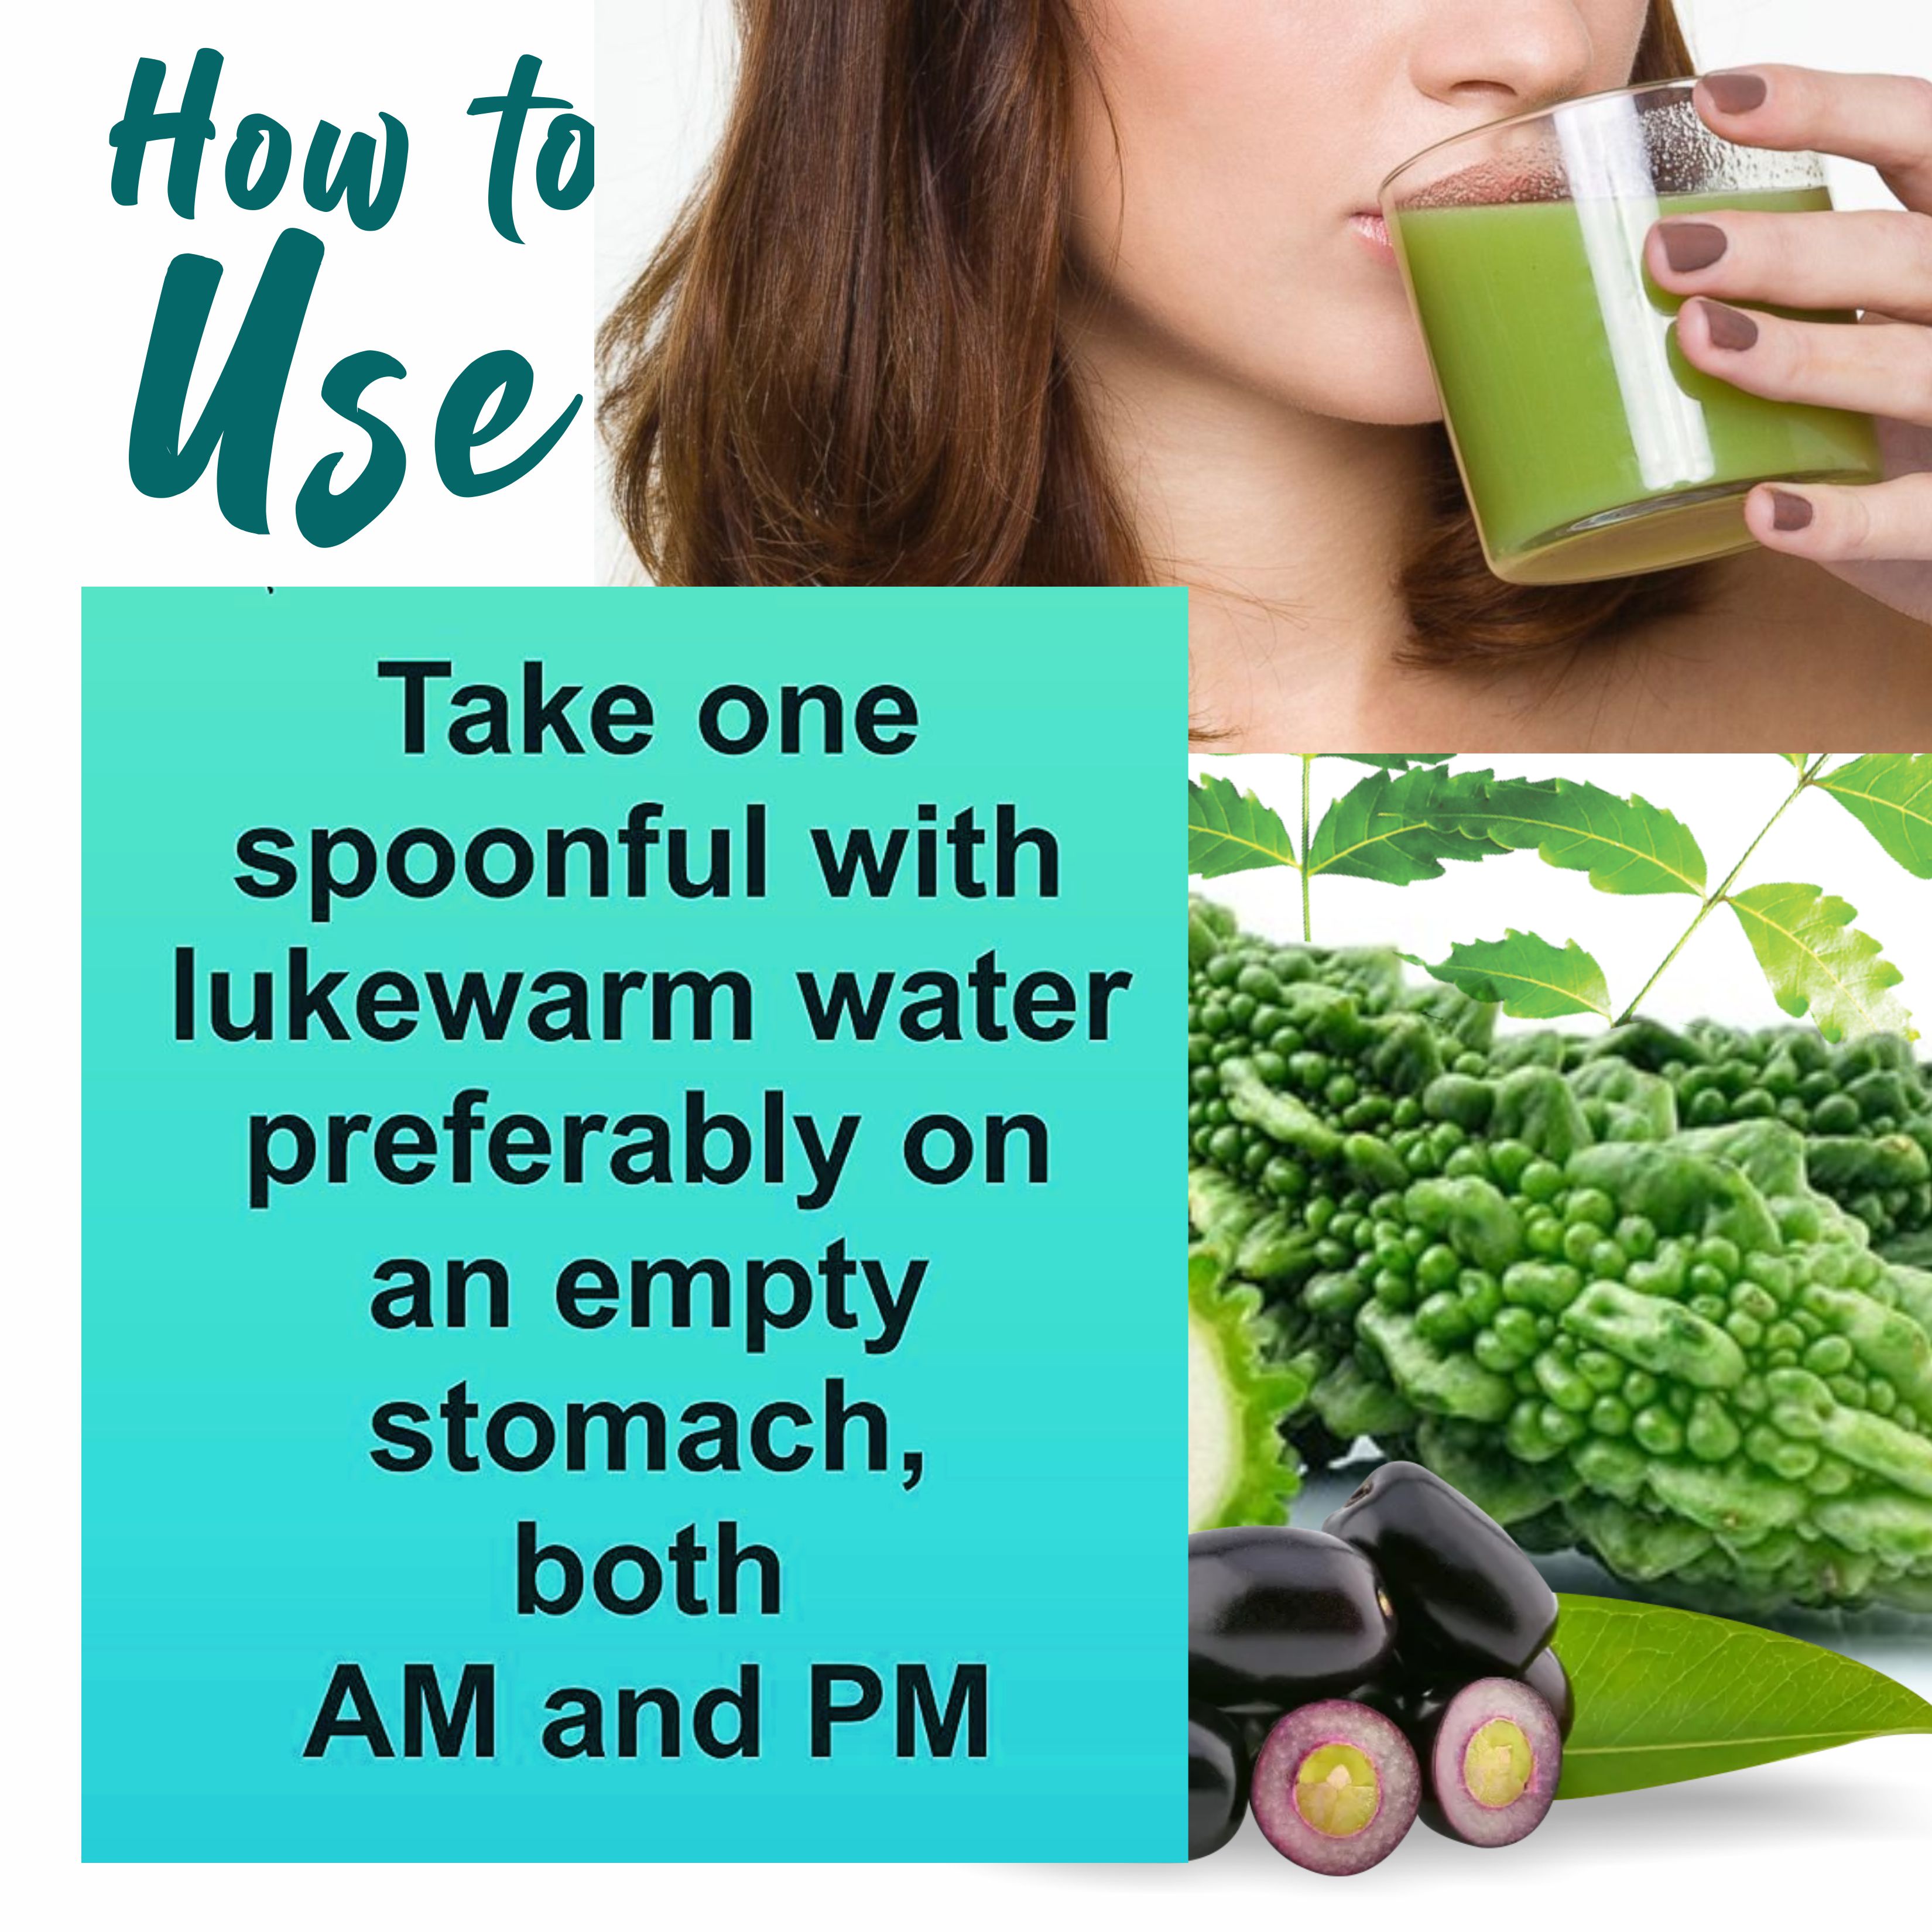 How to
Use
Take one
spoonful with
lukewarm water
preferably on
an empty
stomach,
both
AM and PM